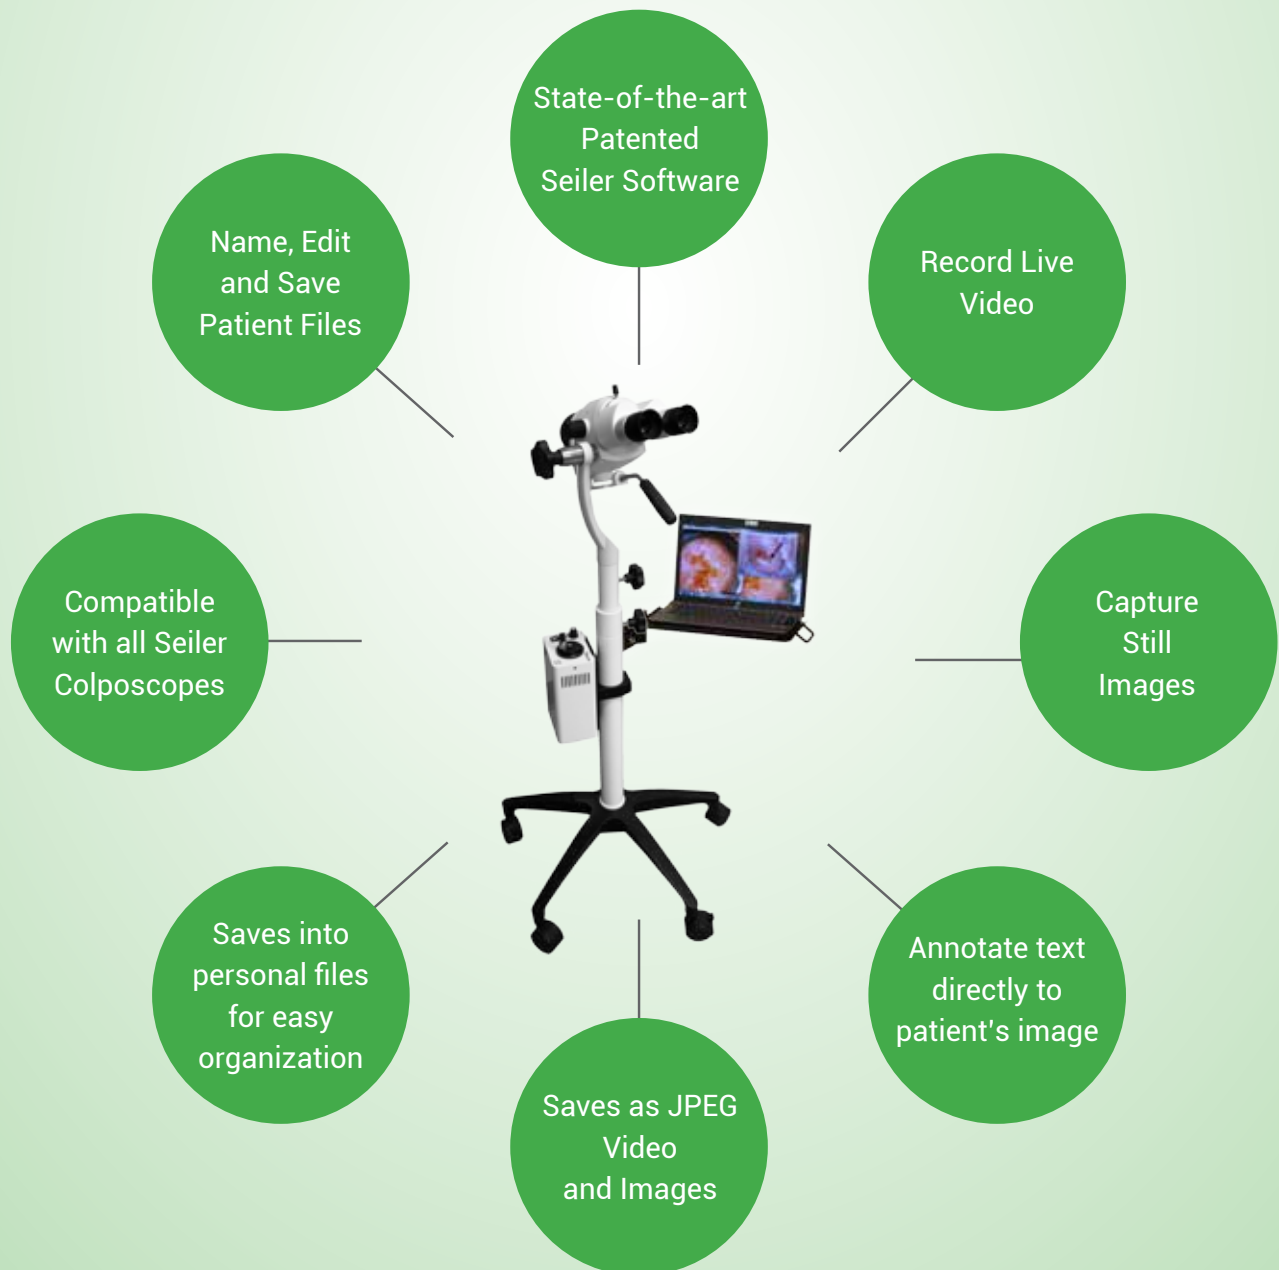 State-of-the-art
Patented
Seiler Software
Name, Edit
and Save
Patient Files
Record Live
Video
Compatible
with all Seiler
Colposcopes
Capture
Still
Images
Saves into
personal files
for easy
organization
Annotate text
directly to
patient's image
Saves as JPEG
Video
and Images